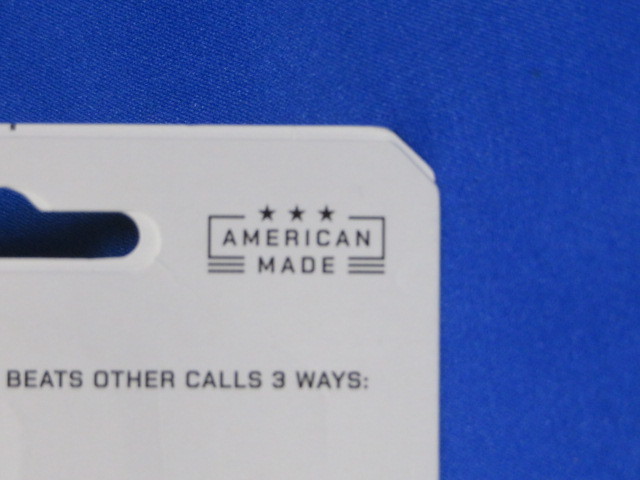 AMERICAN
MADE
BEATS OTHER CALLS 3 WAYS: